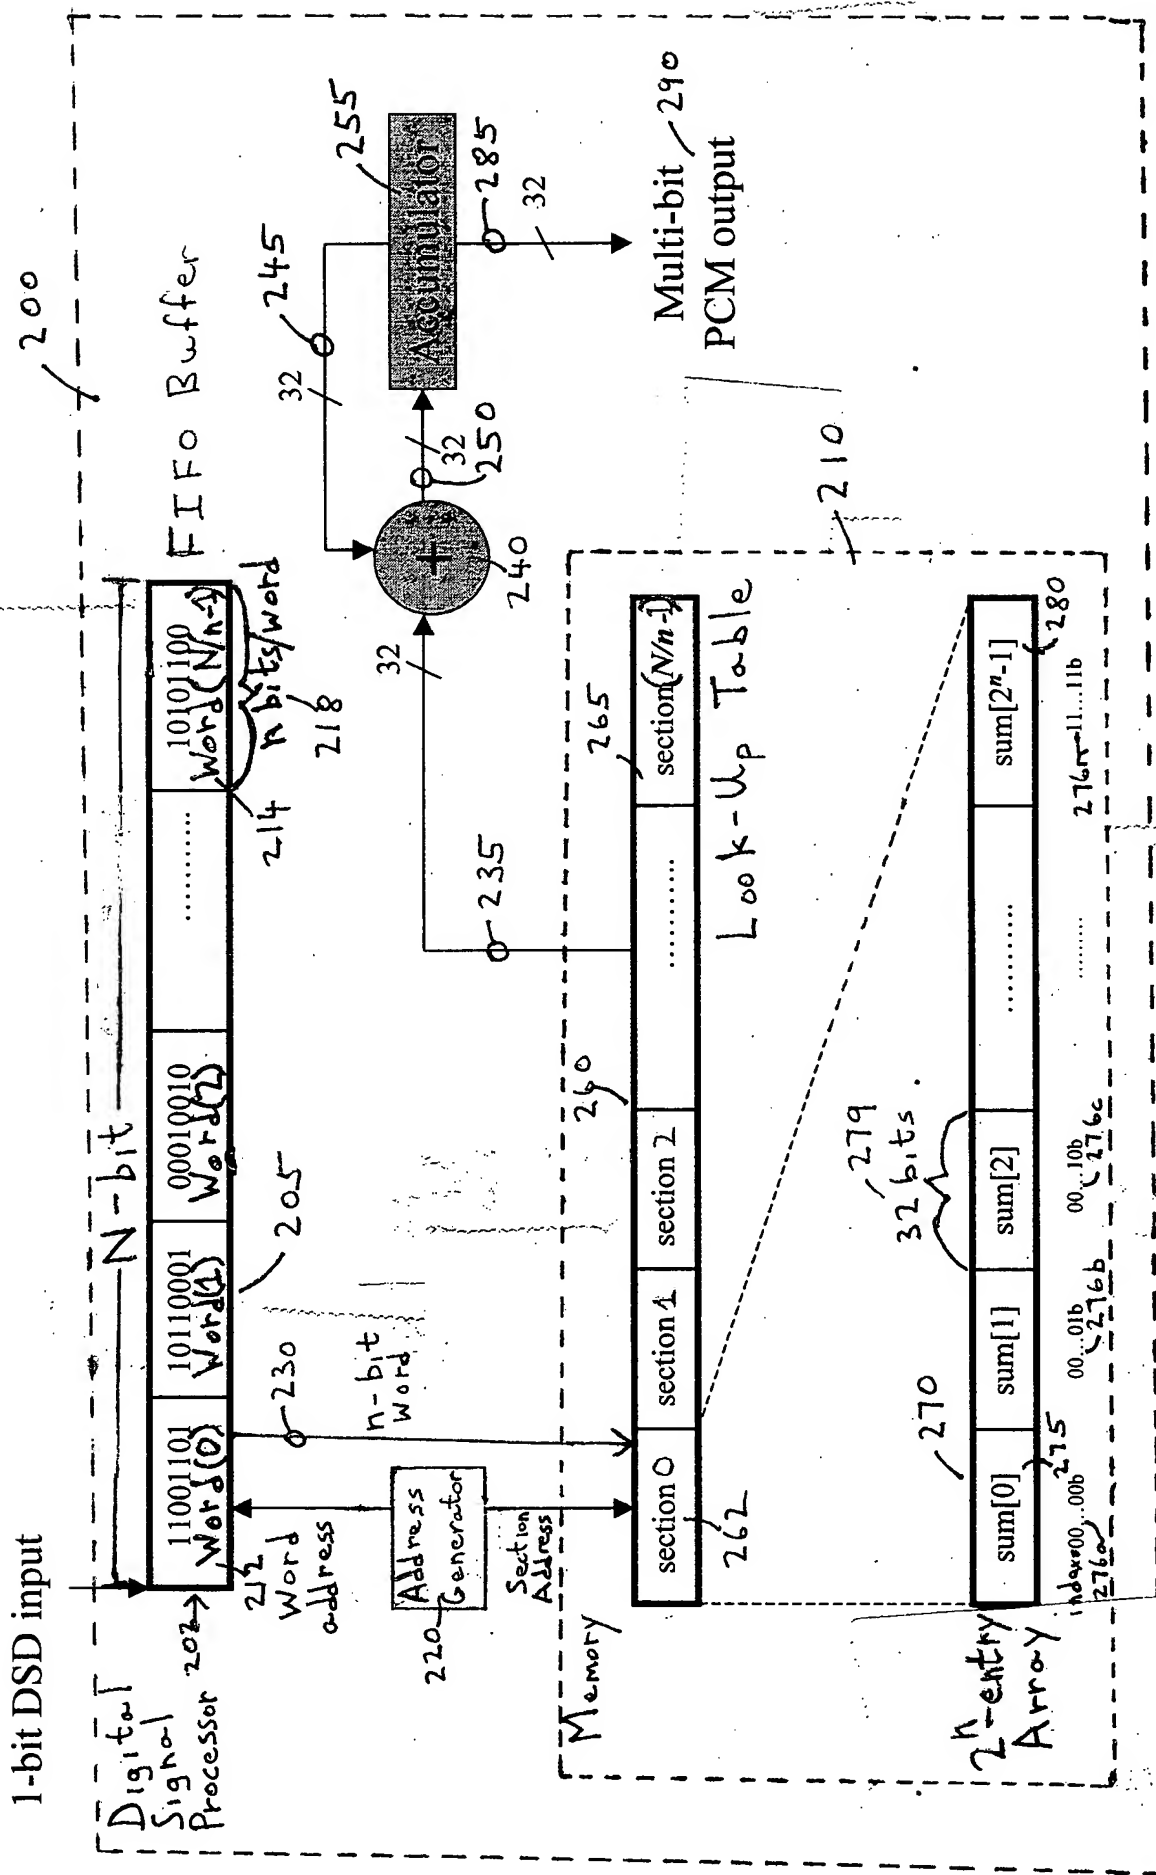 1-bit DSD input
200
N-bit
Digital
Signal
Processor 202
11001101
Word(0)
10110001
Word(1)
00010010
Word(2)
..........
10101100
Word(N/n-1)
FIFO Buffer
212
205
214
n bits/word
218
Word
address
230
n-bit
word
220
Address
Generator
Section
Address
235
32
+
240
32
245
32
250
255
Accumulator
285
32
Multi-bit 290
PCM output
210
Memory
section 0
section 1
section 2
..........
section(N/n-1)
262
260
265
Look-Up Table
2^n-entry
Array
270
279
32 bits
sum[0]
sum[1]
sum[2]
..........
sum[2^n-1]
275
280
index=00...00b
276a
00...01b
276b
00...10b
276c
.........
276n 11...11b